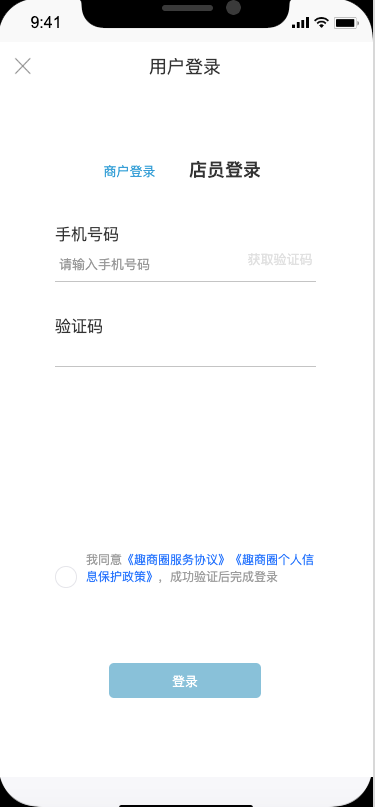 9:41
用户登录
商户登录 店员登录
手机号码
请输入手机号码 获取验证码
验证码
我同意《趣商圈服务协议》《趣商圈个人信
息保护政策》，成功验证后完成登录
登录